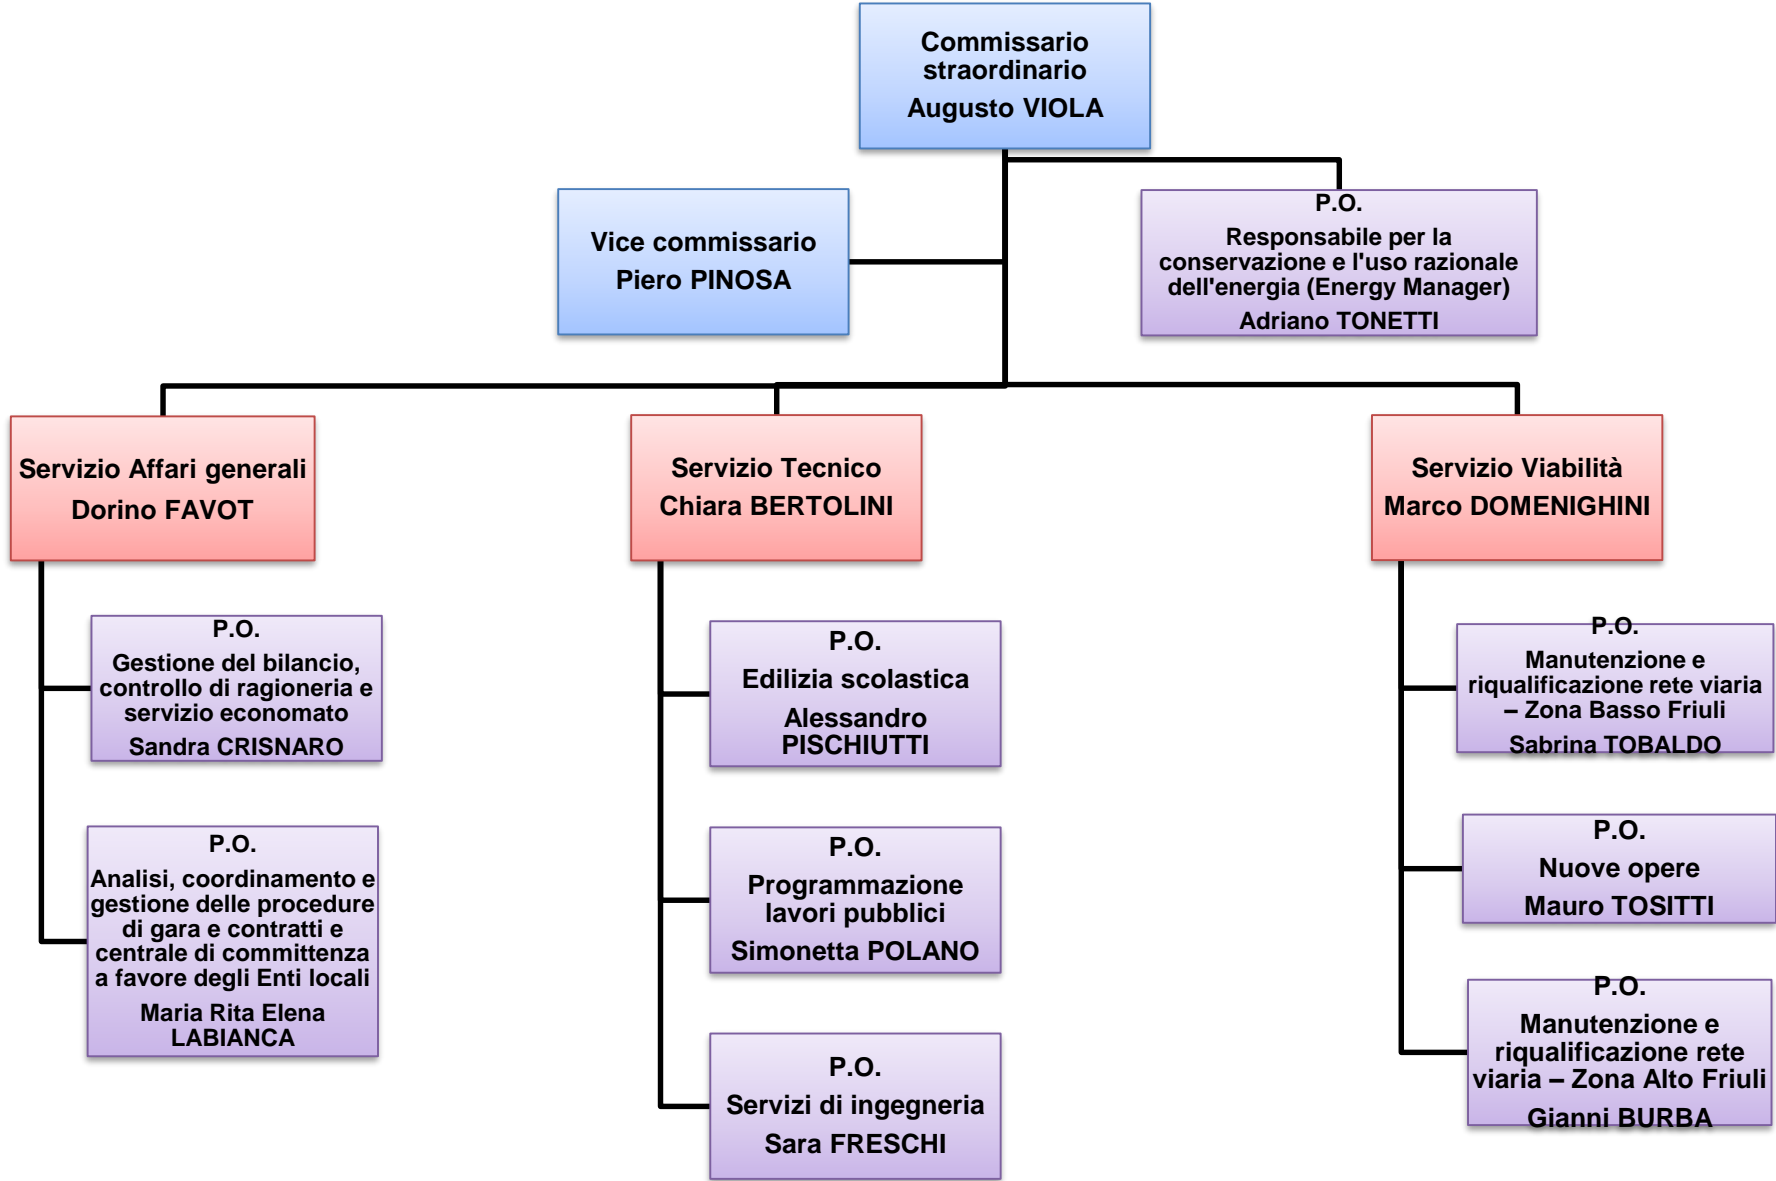 Commissario
straordinario
Augusto VIOLA
Vice commissario
Piero PINOSA
P.O.
Responsabile per la
conservazione e l'uso razionale
dell'energia (Energy Manager)
Adriano TONETTI
Servizio Affari generali
Dorino FAVOT
P.O.
Gestione del bilancio,
controllo di ragioneria e
servizio economato
Sandra CRISNARO
P.O.
Analisi, coordinamento e
gestione delle procedure
di gara e contratti e
centrale di committenza
a favore degli Enti locali
Maria Rita Elena
LABIANCA
Servizio Tecnico
Chiara BERTOLINI
P.O.
Edilizia scolastica
Alessandro
PISCHIUTTI
P.O.
Programmazione
lavori pubblici
Simonetta POLANO
P.O.
Servizi di ingegneria
Sara FRESCHI
Servizio Viabilità
Marco DOMENIGHINI
P.O.
Manutenzione e
riqualificazione rete viaria
– Zona Basso Friuli
Sabrina TOBALDO
P.O.
Nuove opere
Mauro TOSITTI
P.O.
Manutenzione e
riqualificazione rete
viaria – Zona Alto Friuli
Gianni BURBA